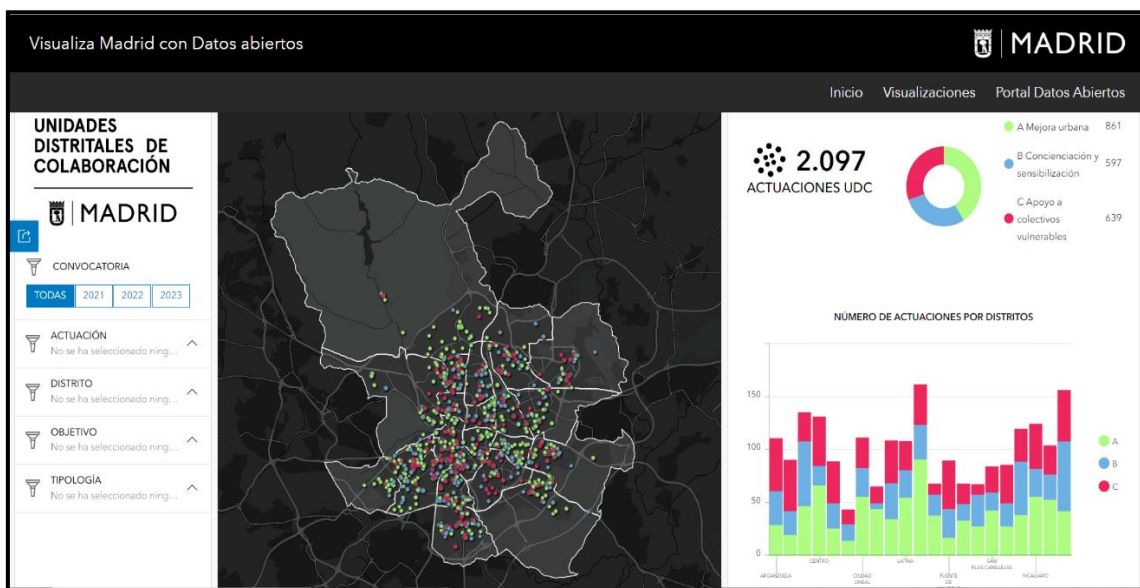 Visualiza Madrid con Datos abiertos
MADRID
Inicio Visualizaciones Portal Datos Abiertos
UNIDADES
DISTRITALES DE
COLABORACIÓN
MADRID
CONVOCATORIA
TODAS 2021 2022 2023
ACTUACIÓN
No se ha seleccionado ning...
DISTRITO
No se ha seleccionado ning...
OBJETIVO
No se ha seleccionado ning...
TIPOLOGÍA
No se ha seleccionado ning...
2.097
ACTUACIONES UDC
A Mejora urbana 861
B Concienciación y
sensibilización 597
C Apoyo a
colectivos
vulnerables 639
NÚMERO DE ACTUACIONES POR DISTRITOS
150
100
50
0
A
B
C
ARGANZUELA CENTRO CIUDAD
LINEAL LATINA PUENTE
DE SAN
BLAS-CANILLEJAS VICÁLVARO